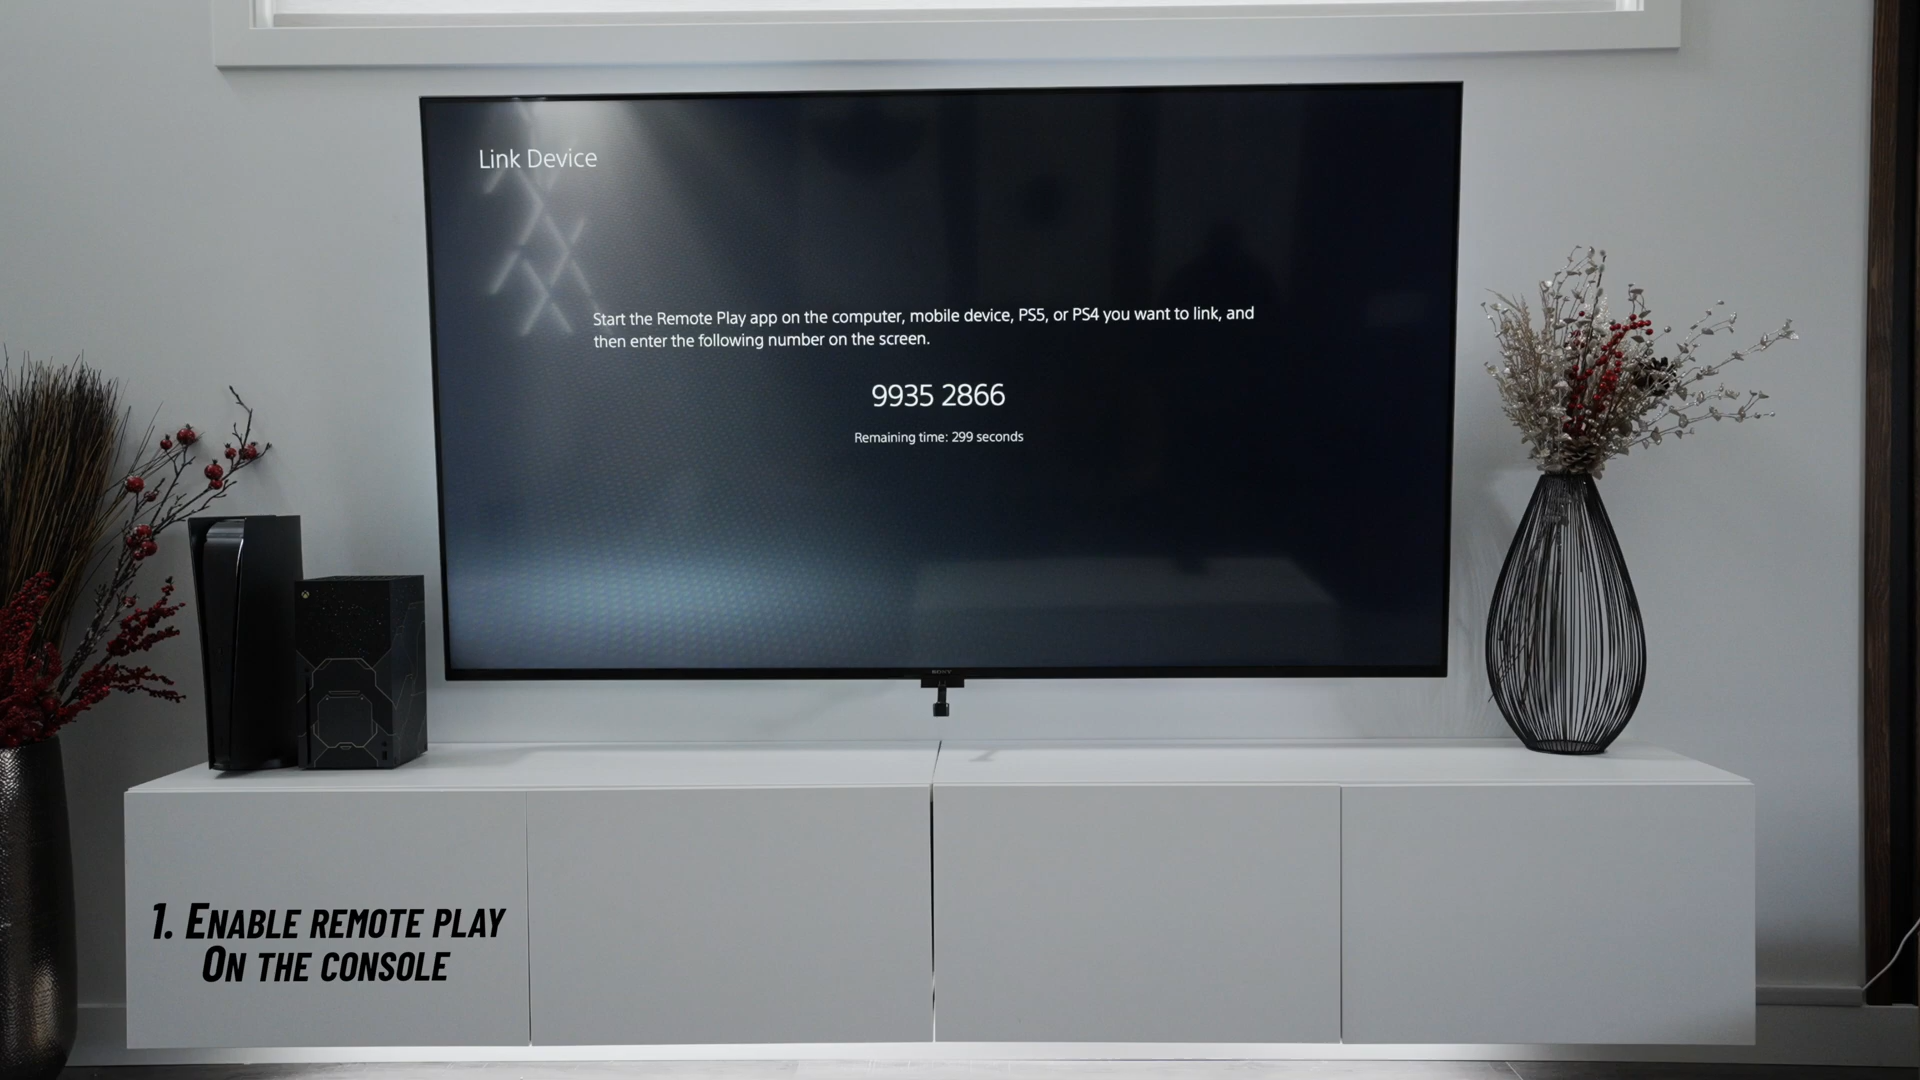 Link Device
Start the Remote Play app on the computer, mobile device, PS5, or PS4 you want to link, and
then enter the following number on the screen.
9935 2866
Remaining time: 299 seconds
SONY
1. ENABLE REMOTE PLAY
ON THE CONSOLE